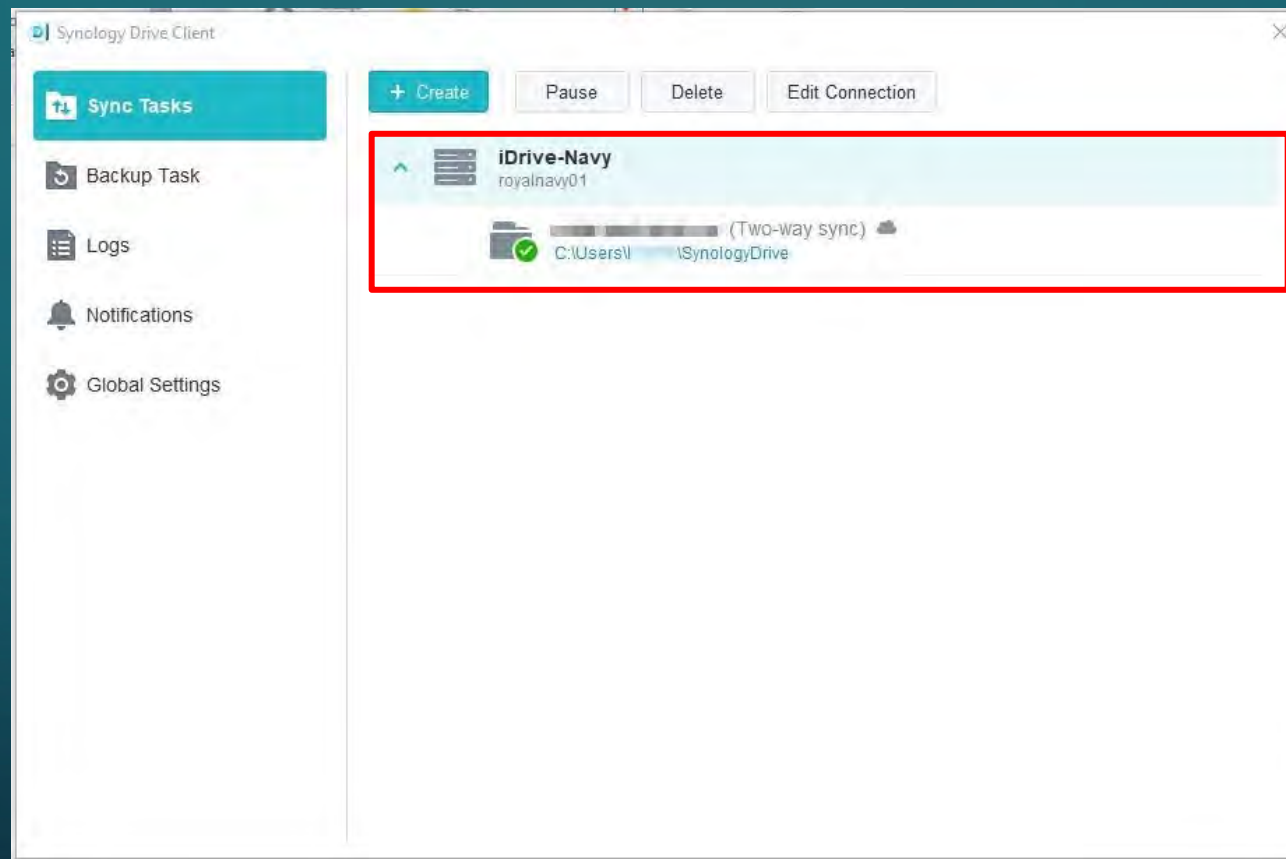 Synology Drive Client
Sync Tasks
Backup Task
Logs
Notifications
Global Settings
+ Create Pause Delete Edit Connection
iDrive-Navy
royalnavy01
(Two-way sync)
C:\Users\ \SynologyDrive